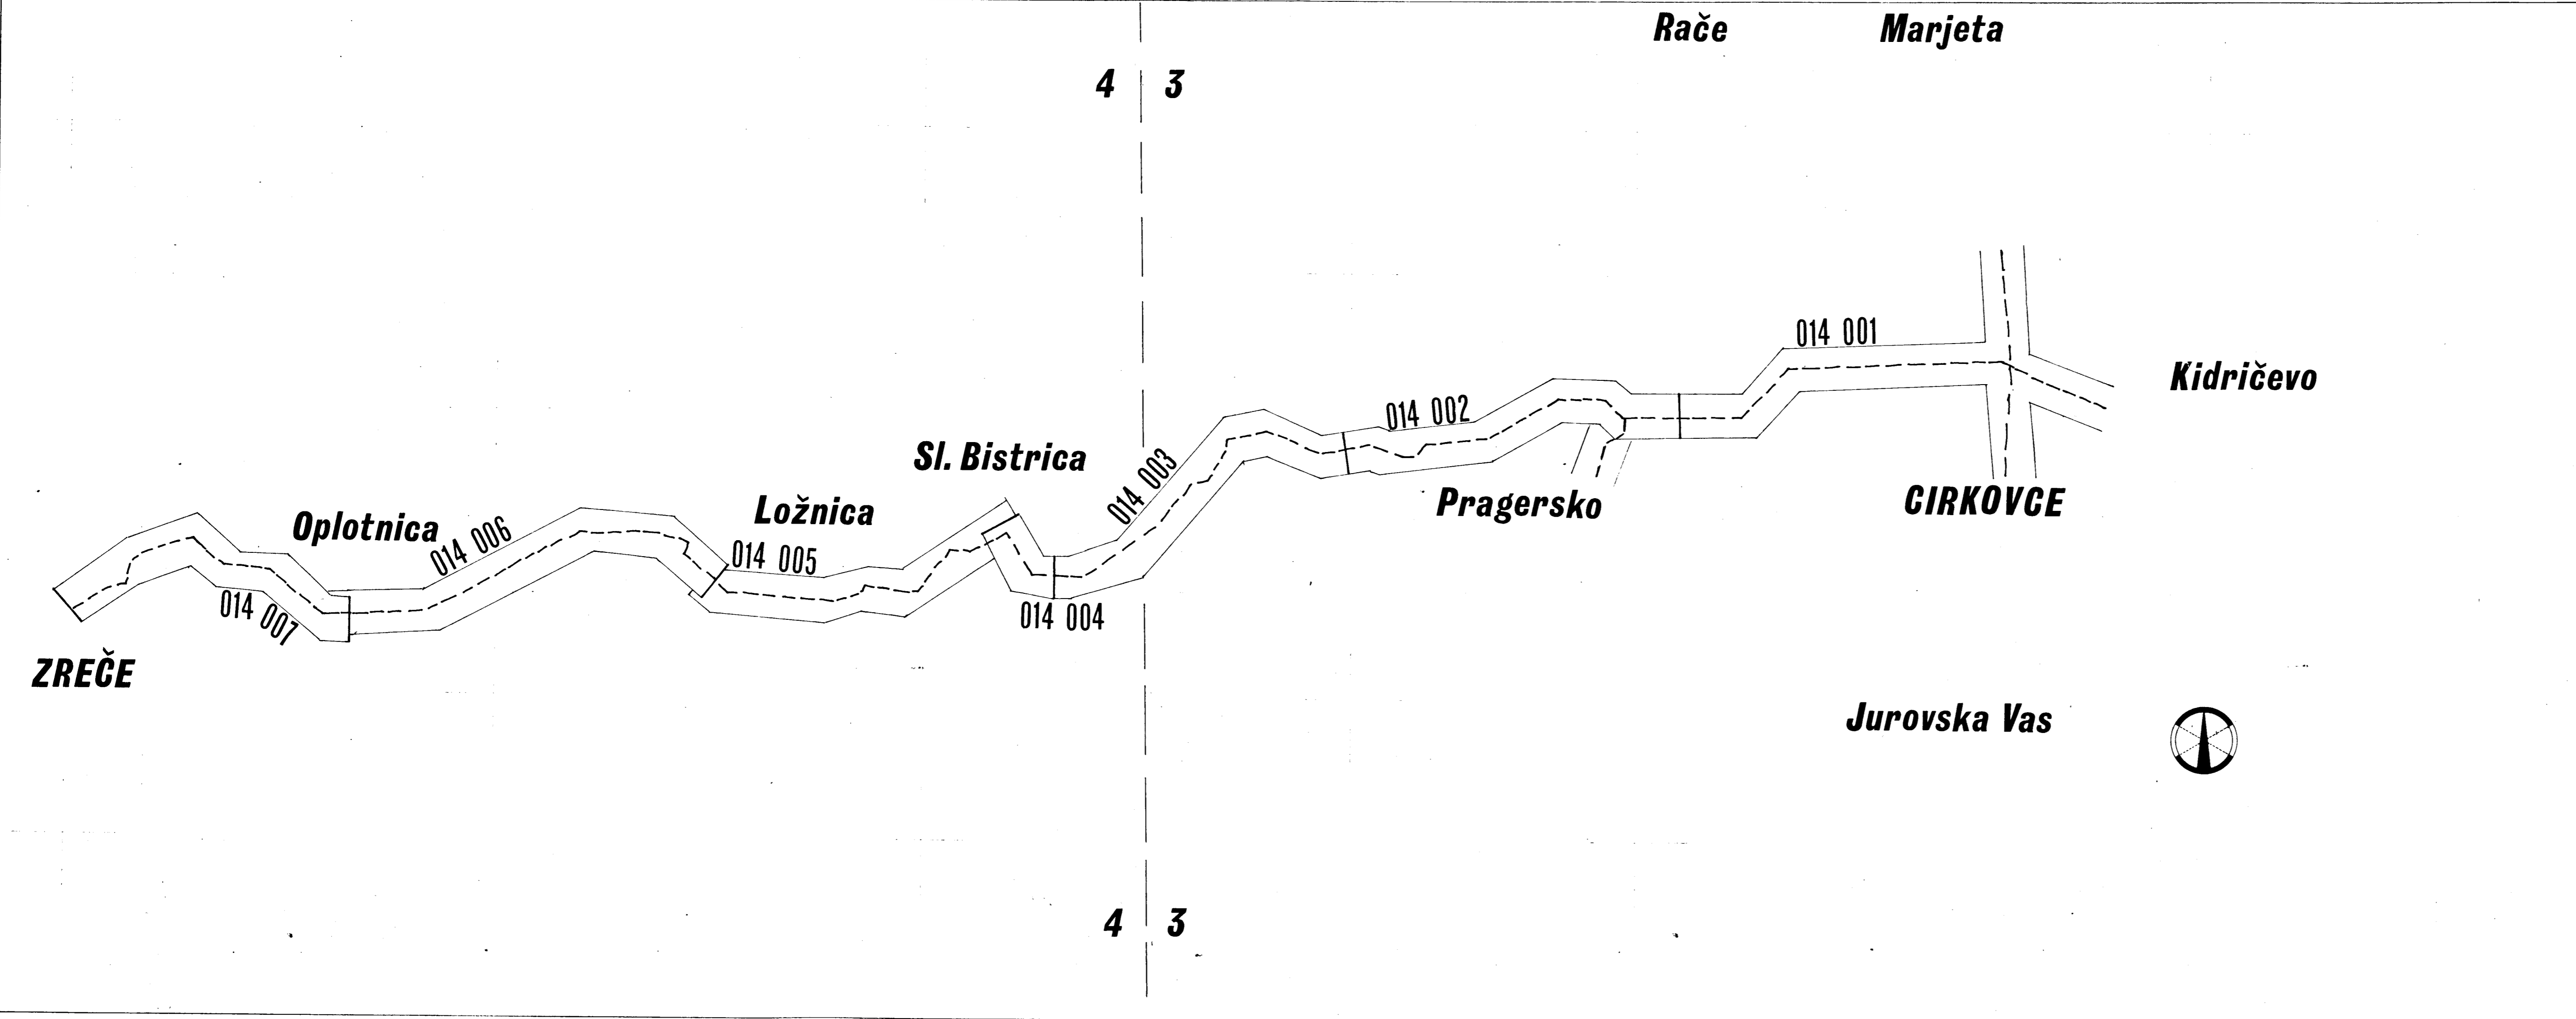 Rače Marjeta
4 3
014 001
Kidričevo
014 002
Sl. Bistrica
014 003
Pragersko
CIRKOVCE
Ložnica
Oplotnica
014 006
014 005
014 007
014 004
ZREČE
Jurovska Vas
4 3